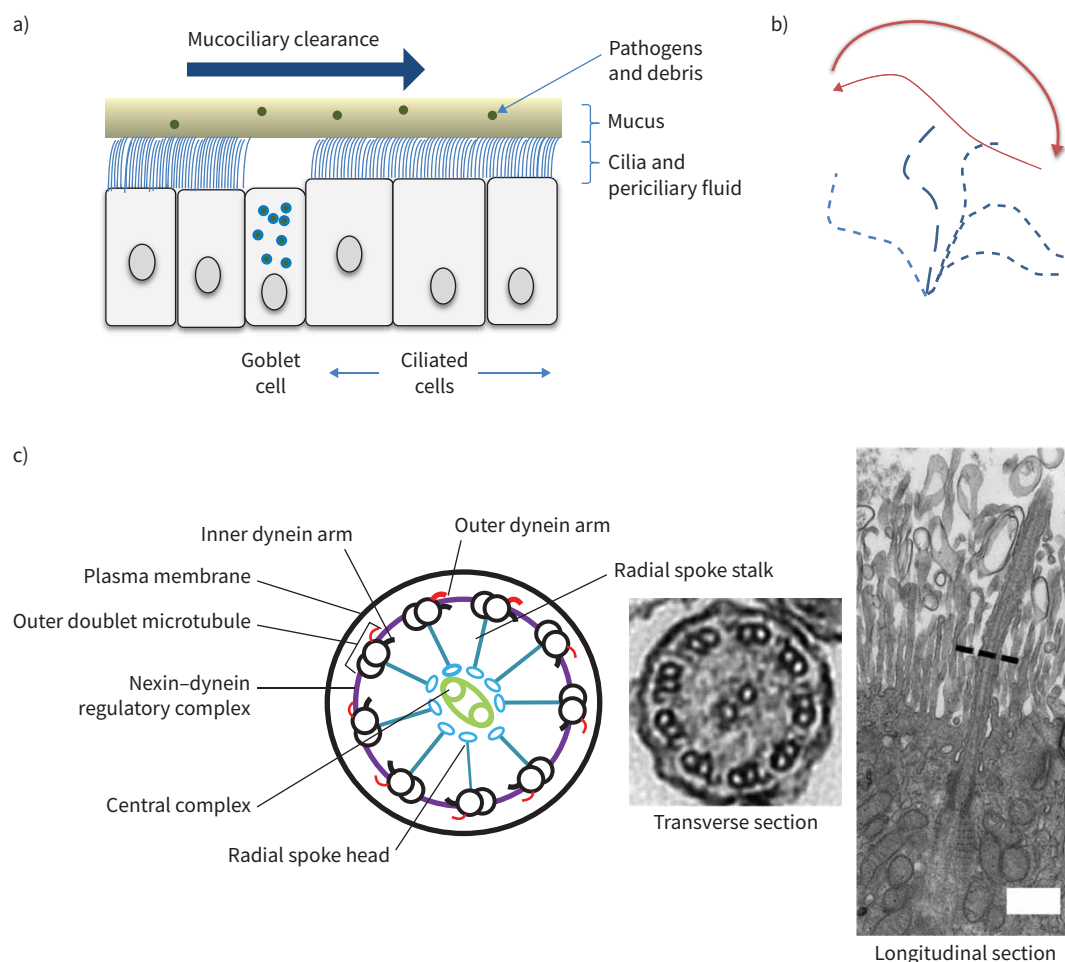 a)
Mucociliary clearance
Pathogens
and debris
Mucus
Cilia and
periciliary fluid
Goblet
cell
Ciliated
cells
b)
c)
Inner dynein arm
Outer dynein arm
Plasma membrane
Radial spoke stalk
Outer doublet microtubule
Nexin–dynein
regulatory complex
Central complex
Radial spoke head
Transverse section
Longitudinal section